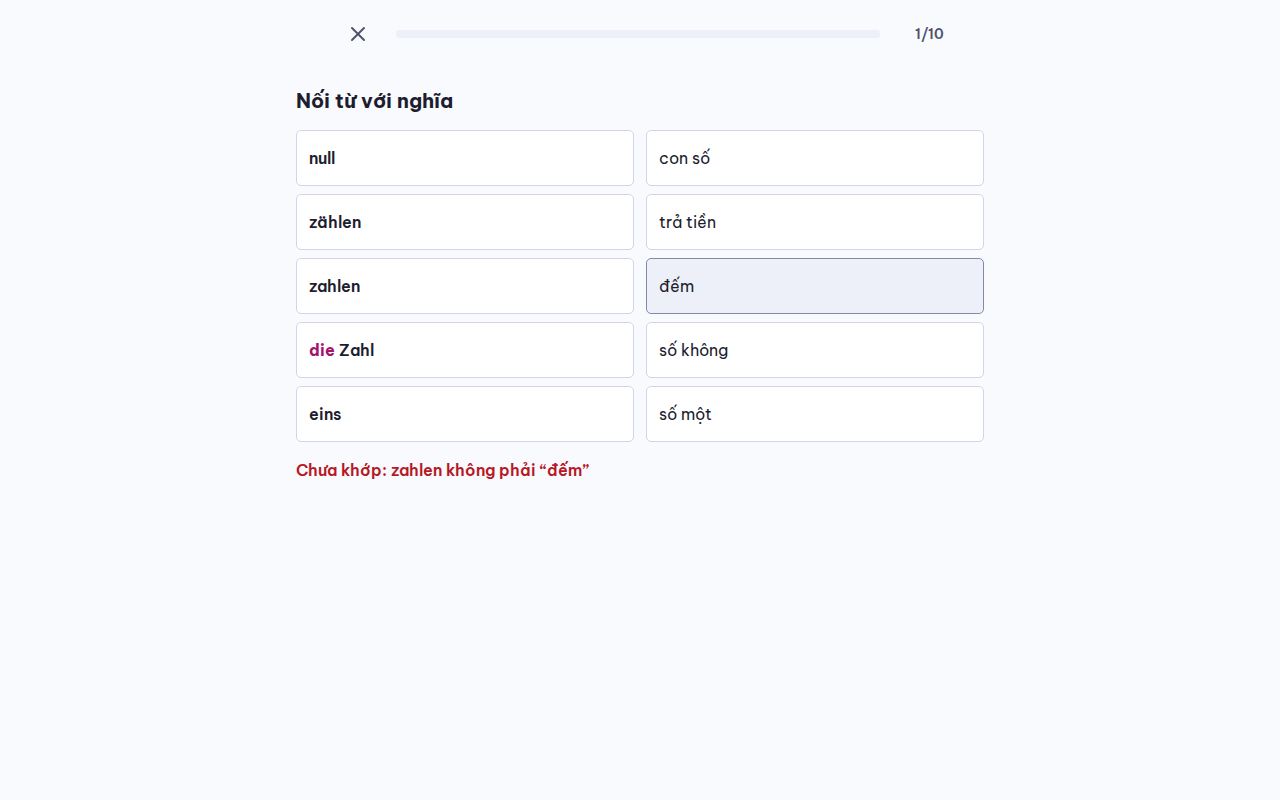 1/10
Nối từ với nghĩa
null
con số
zählen
trả tiền
zahlen
đếm
die Zahl
số không
eins
số một
Chưa khớp: zahlen không phải “đếm”